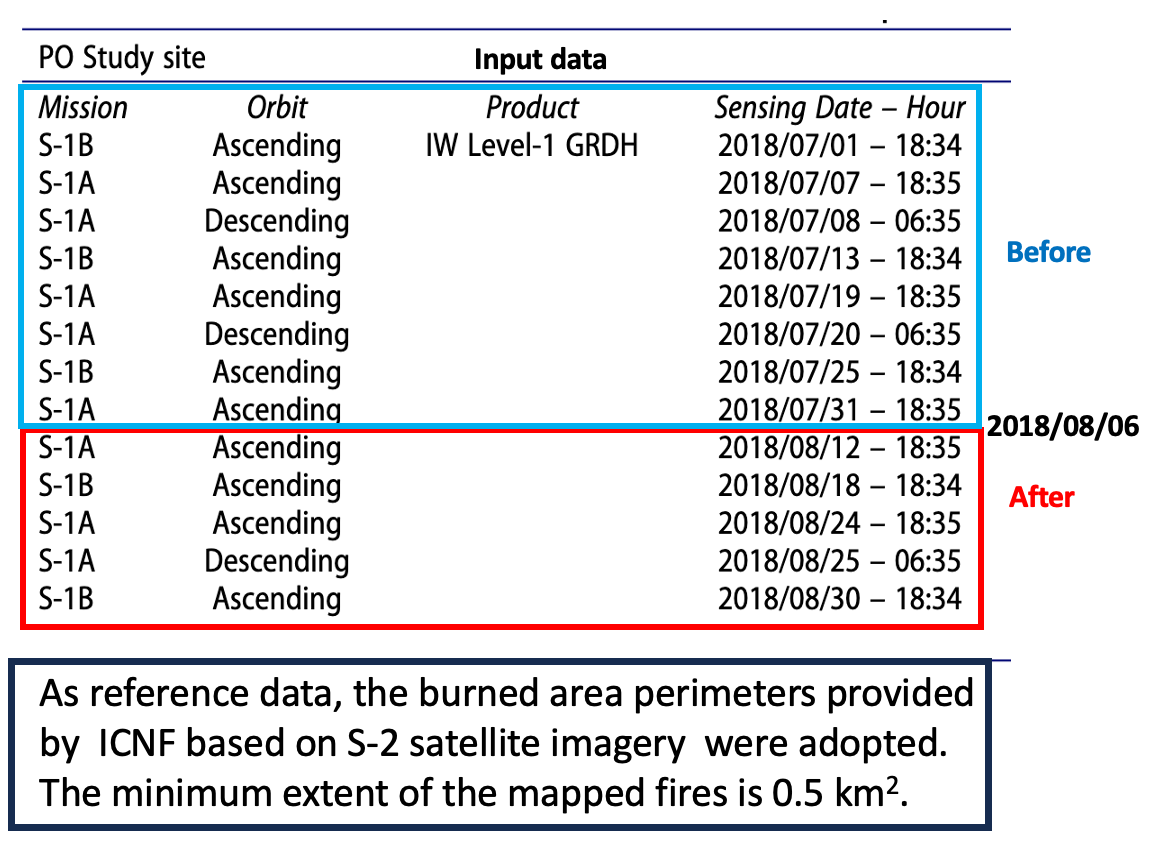 PO Study site Input data
Mission Orbit Product Sensing Date – Hour
S-1B Ascending IW Level-1 GRDH 2018/07/01 – 18:34
S-1A Ascending 2018/07/07 – 18:35
S-1A Descending 2018/07/08 – 06:35
S-1B Ascending 2018/07/13 – 18:34
S-1A Ascending 2018/07/19 – 18:35
S-1A Descending 2018/07/20 – 06:35
S-1B Ascending 2018/07/25 – 18:34
S-1A Ascending 2018/07/31 – 18:35
Before
2018/08/06
S-1A Ascending 2018/08/12 – 18:35
S-1B Ascending 2018/08/18 – 18:34
S-1A Ascending 2018/08/24 – 18:35
S-1A Descending 2018/08/25 – 06:35
S-1B Ascending 2018/08/30 – 18:34
After
As reference data, the burned area perimeters provided
by ICNF based on S-2 satellite imagery were adopted.
The minimum extent of the mapped fires is 0.5 km².